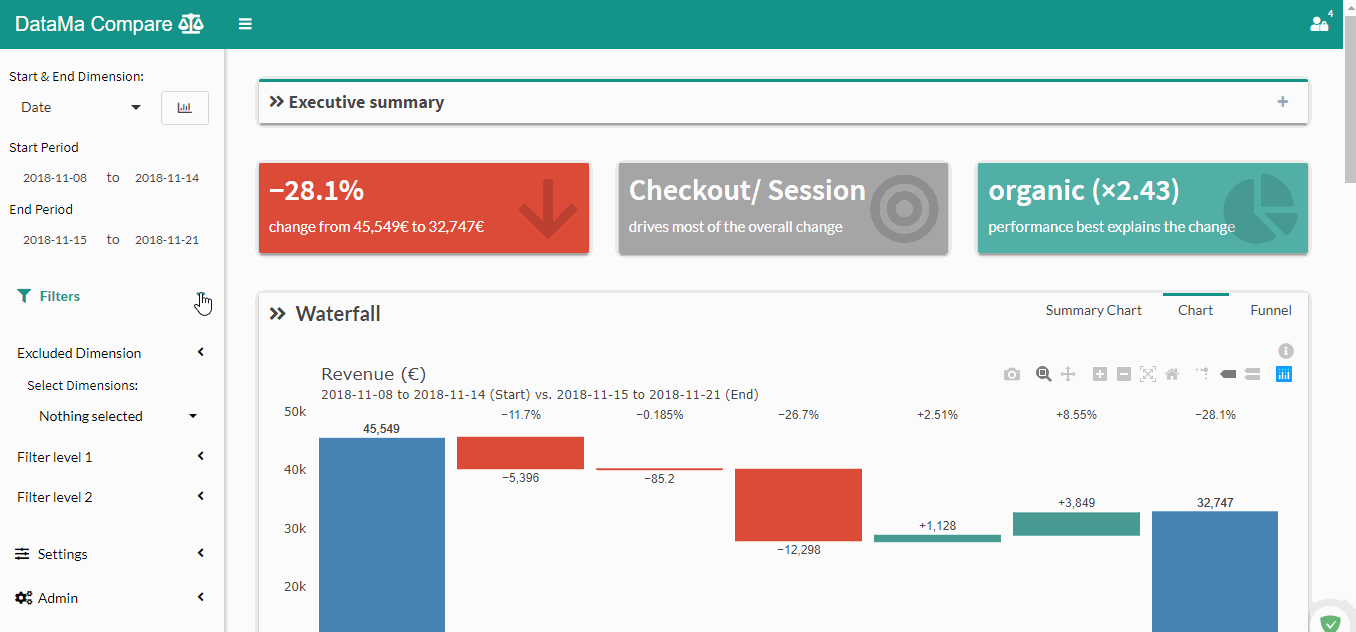 DataMa Compare
4
Start & End Dimension:
Date
Start Period
2018-11-08 to 2018-11-14
End Period
2018-11-15 to 2018-11-21
Filters
Excluded Dimension
Select Dimensions:
Nothing selected
Filter level 1
Filter level 2
Settings
Admin
Executive summary
−28.1%
change from 45,549€ to 32,747€
Checkout/ Session
drives most of the overall change
organic (×2.43)
performance best explains the change
Waterfall
Summary Chart Chart Funnel
Revenue (€)
2018-11-08 to 2018-11-14 (Start) vs. 2018-11-15 to 2018-11-21 (End)
−11.7% −0.185% −26.7% +2.51% +8.55% −28.1%
50k
40k
30k
20k
45,549
−5,396
−85.2
−12,298
+1,128
+3,849
32,747